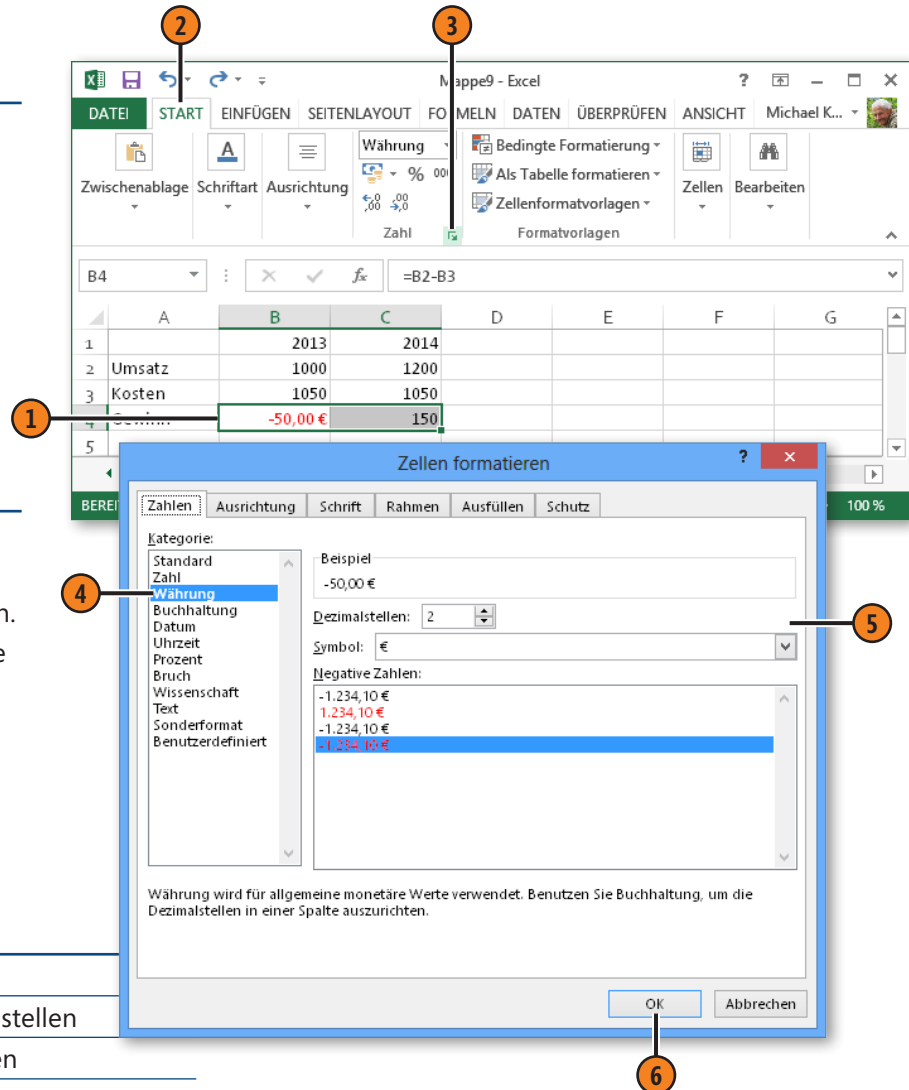 2
3
Mappe9 - Excel
DATEI START EINFÜGEN SEITENLAYOUT FORMELN DATEN ÜBERPRÜFEN ANSICHT Michael K...
Zwischenablage
Schriftart
Ausrichtung
Währung
% 000
Zahl
Bedingte Formatierung
Als Tabelle formatieren
Zellenformatvorlagen
Formatvorlagen
Zellen
Bearbeiten
B4
fx
=B2-B3
A B C D E F G
1 2013 2014
2 Umsatz 1000 1200
3 Kosten 1050 1050
4 Gewinn -50,00 € 150
5
1
BEREI
100 %
Zellen formatieren
Zahlen Ausrichtung Schrift Rahmen Ausfüllen Schutz
Kategorie:
Standard
Zahl
Währung
Buchhaltung
Datum
Uhrzeit
Prozent
Bruch
Wissenschaft
Text
Sonderformat
Benutzerdefiniert
4
Beispiel
-50,00 €
Dezimalstellen: 2
5
Symbol: €
Negative Zahlen:
-1.234,10 €
1.234,10 €
-1.234,10 €
-1.234,10 €
Währung wird für allgemeine monetäre Werte verwendet. Benutzen Sie Buchhaltung, um die
Dezimalstellen in einer Spalte auszurichten.
OK
Abbrechen
6
n.
e
stellen
en